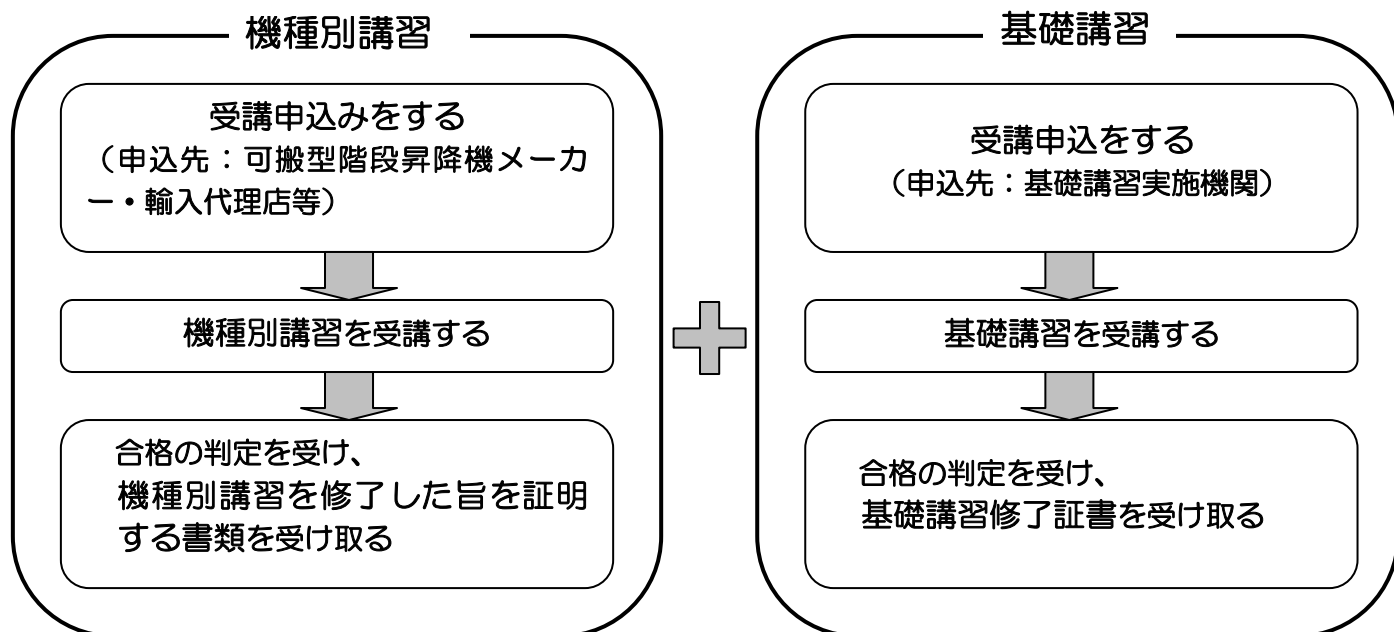 機種別講習
受講申込みをする
（申込先：可搬型階段昇降機メーカ
ー・輸入代理店等）
機種別講習を受講する
合格の判定を受け、
機種別講習を修了した旨を証明
する書類を受け取る
基礎講習
受講申込をする
（申込先：基礎講習実施機関）
基礎講習を受講する
合格の判定を受け、
基礎講習修了証書を受け取る